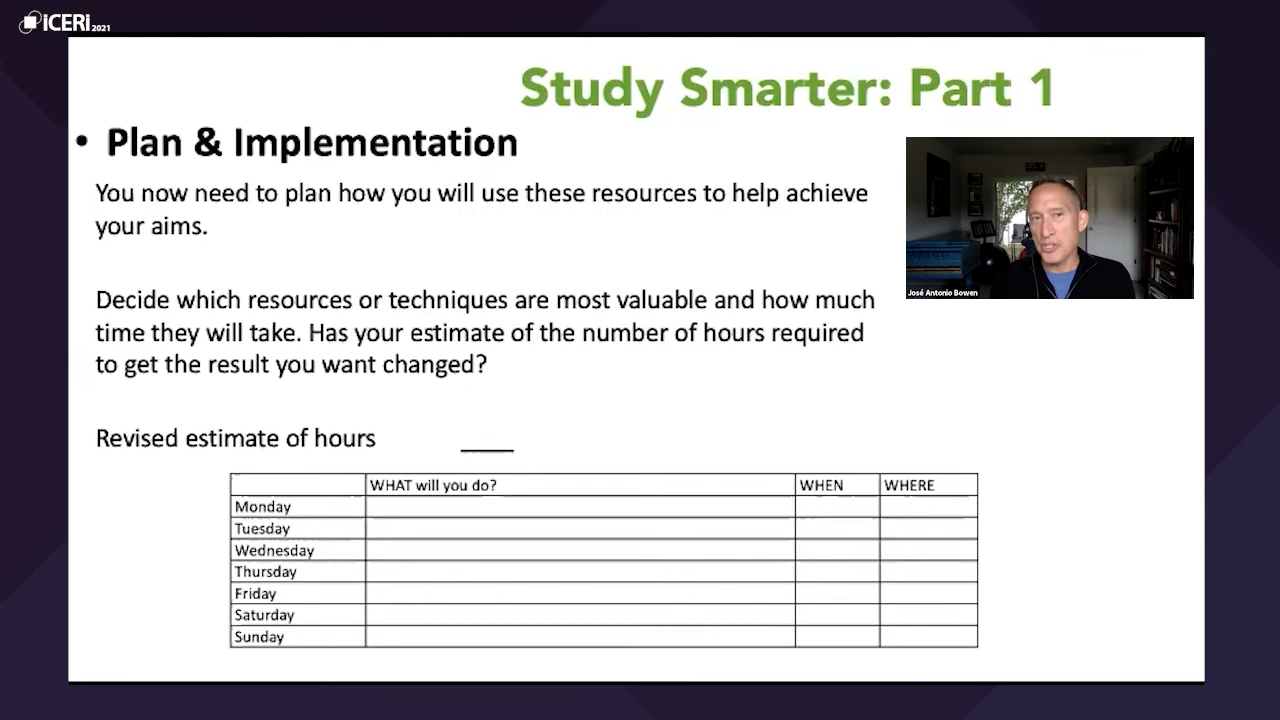 iCERi 2021
Study Smarter: Part 1
• Plan & Implementation
You now need to plan how you will use these resources to help achieve
your aims.
Decide which resources or techniques are most valuable and how much
time they will take. Has your estimate of the number of hours required
to get the result you want changed?
Revised estimate of hours ____
WHAT will you do? WHEN WHERE
Monday
Tuesday
Wednesday
Thursday
Friday
Saturday
Sunday
José Antonio Bowen